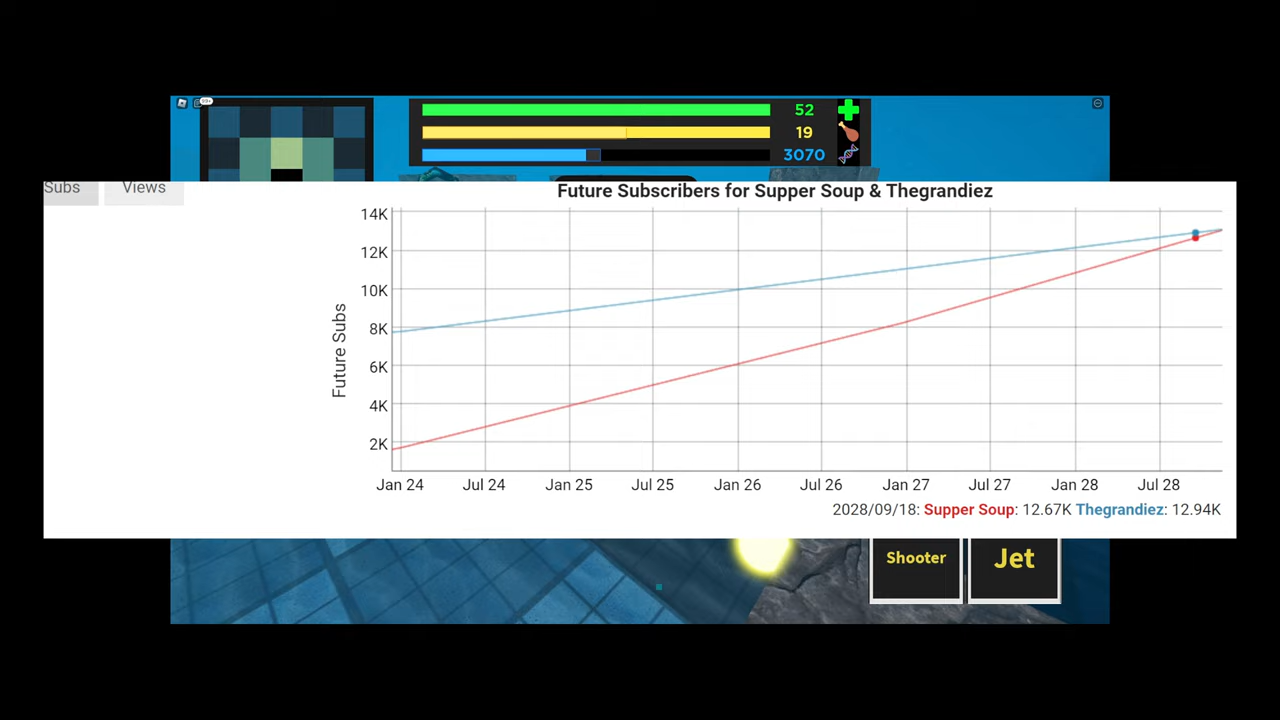 99+
52
19
3070
Subs
Views
Future Subscribers for Supper Soup & Thegrandiez
14K
12K
10K
8K
6K
4K
2K
Future Subs
Jan 24 Jul 24 Jan 25 Jul 25 Jan 26 Jul 26 Jan 27 Jul 27 Jan 28 Jul 28
2028/09/18: Supper Soup: 12.67K Thegrandiez: 12.94K
Shooter
Jet